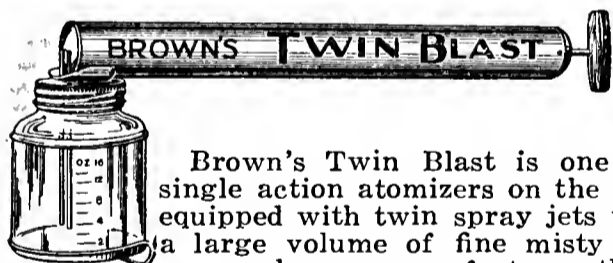 BROWN'S TWIN BLAST
OZ 16
12
8
4
2
Brown's Twin Blast is one
single action atomizers on the
equipped with twin spray jets
a large volume of fine misty